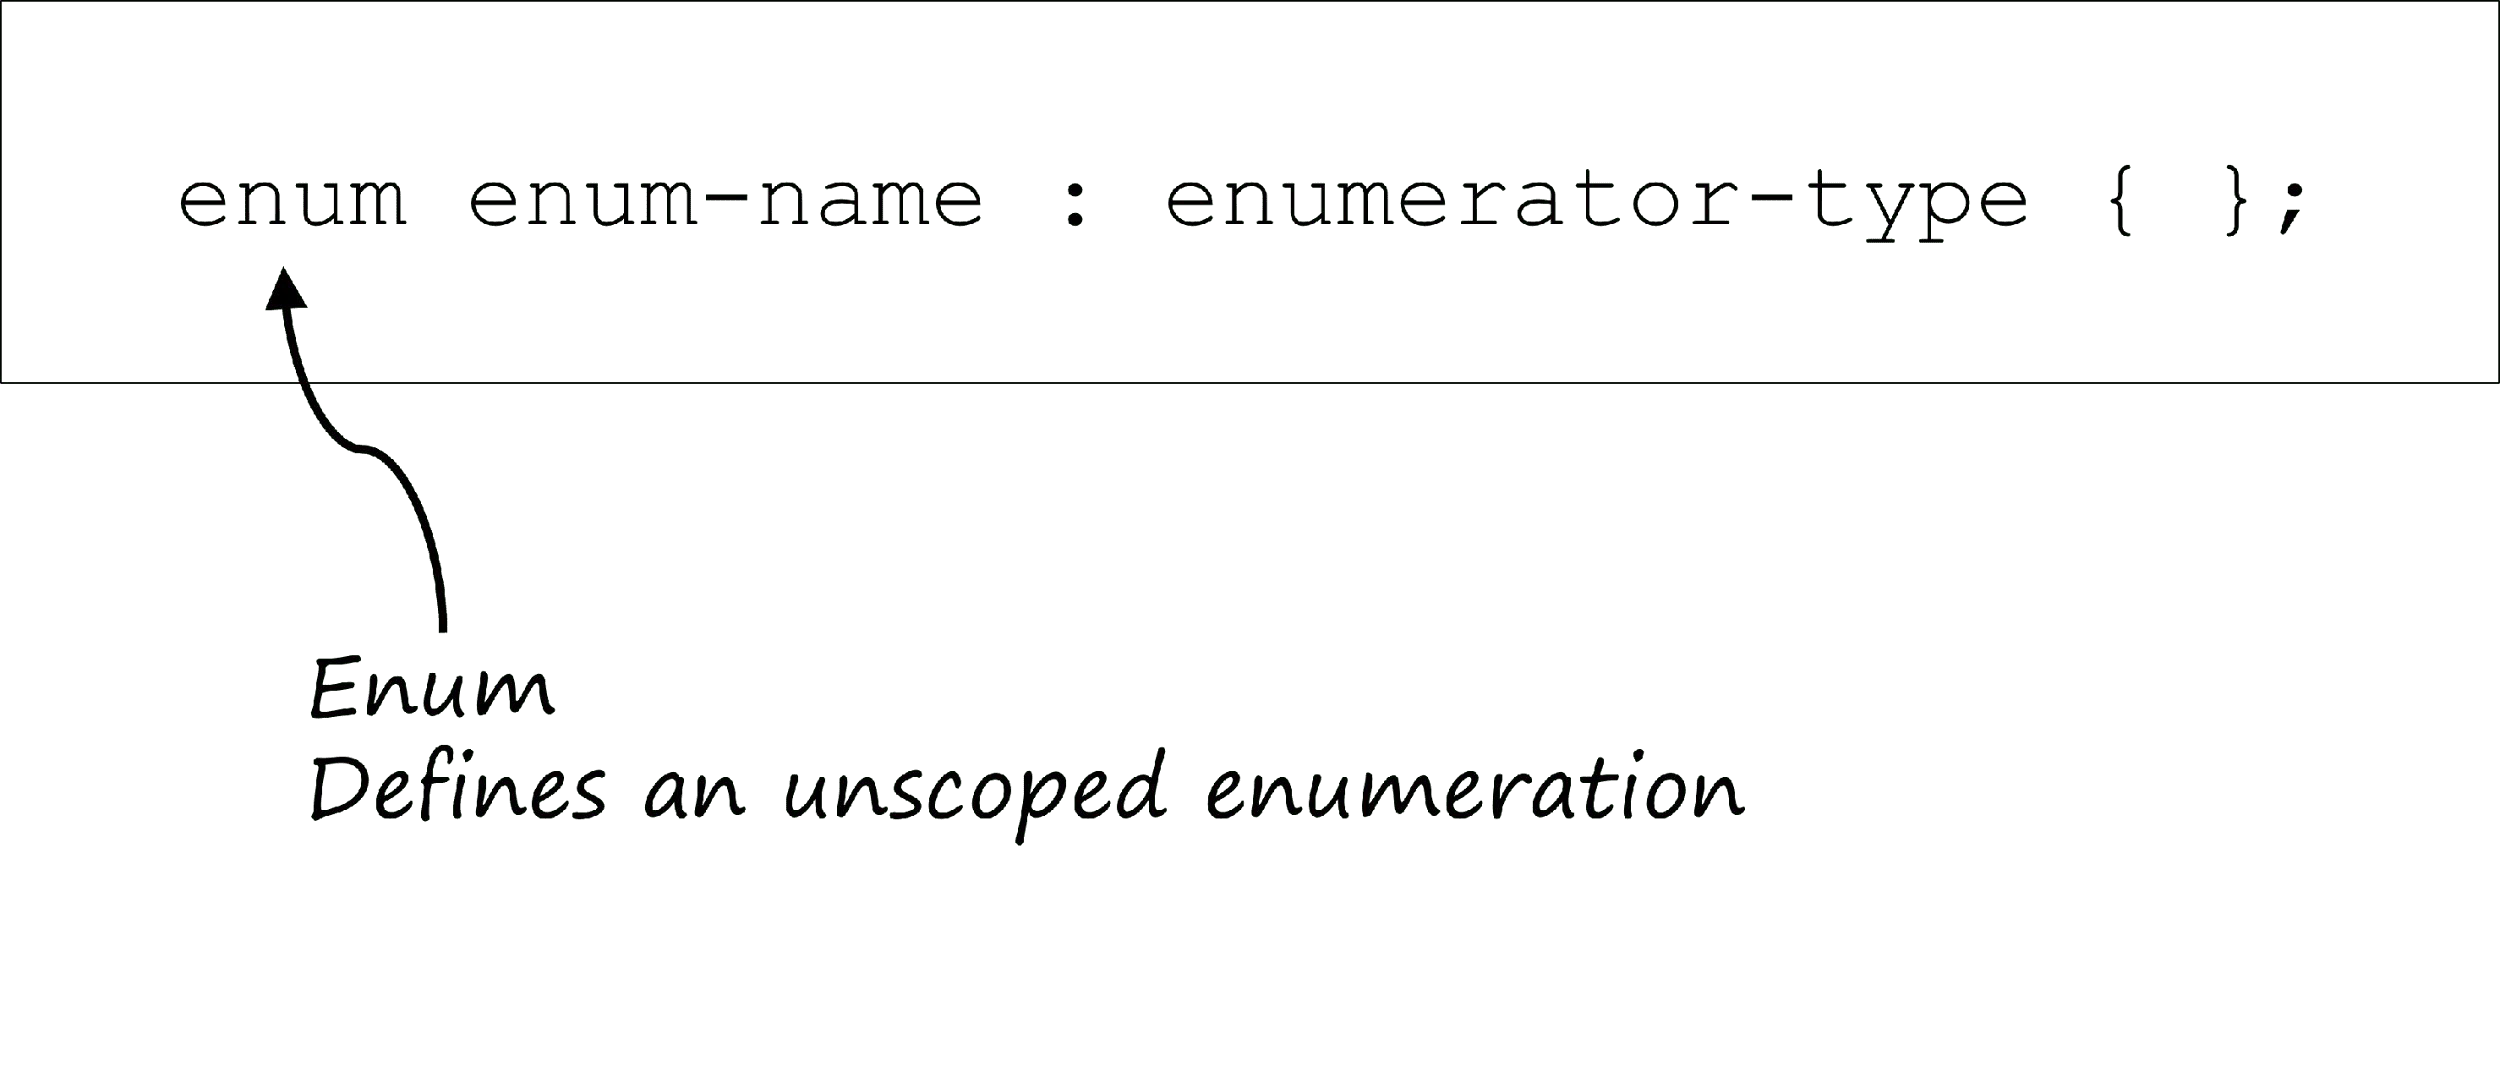 enum enum-name : enumerator-type { };
Enum
Defines an unscoped enumeration